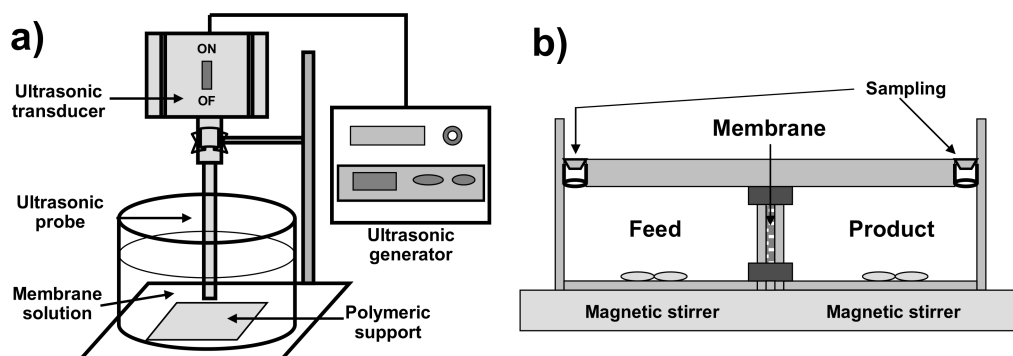 a)
ON
OF
Ultrasonic
transducer
Ultrasonic
probe
Ultrasonic
generator
Membrane
solution
Polymeric
support
b)
Sampling
Membrane
Feed
Product
Magnetic stirrer
Magnetic stirrer